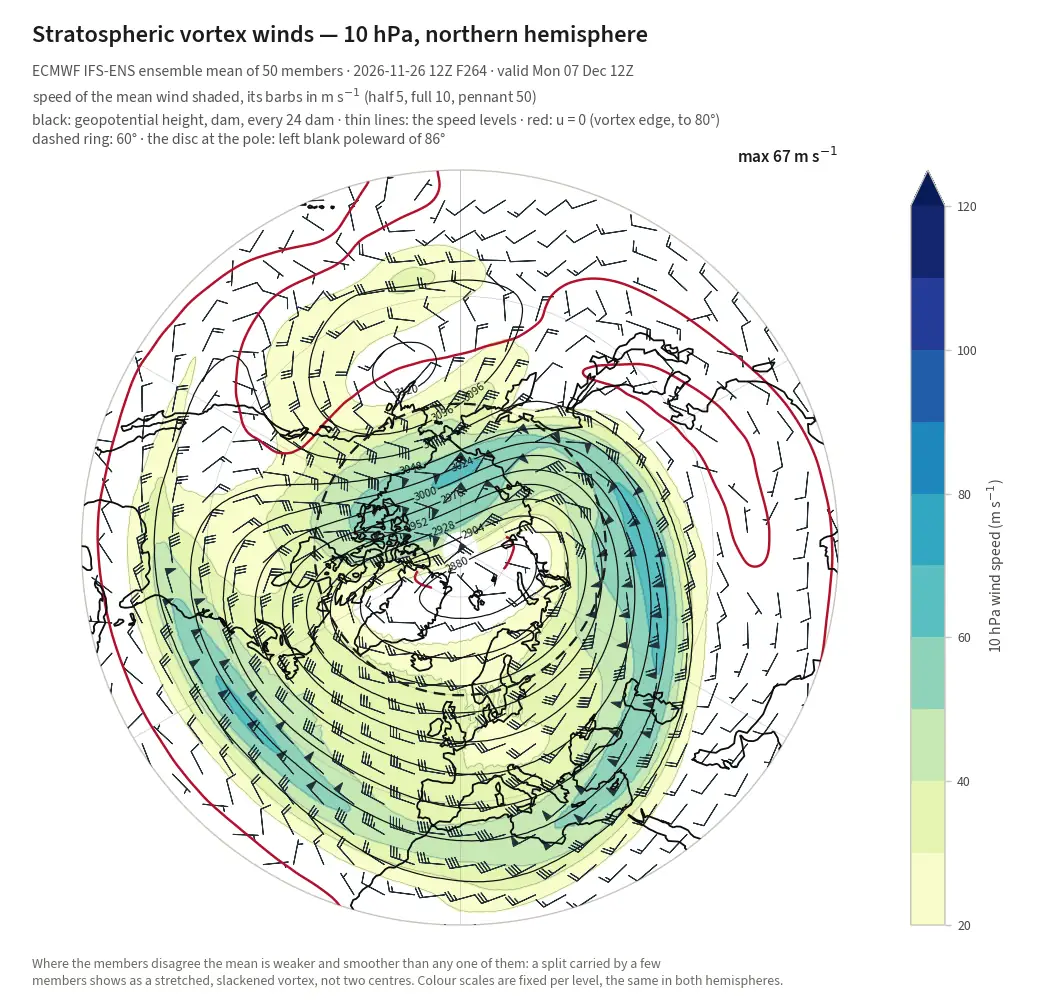 Stratospheric vortex winds — 10 hPa, northern hemisphere
ECMWF IFS-ENS ensemble mean of 50 members · 2026-11-26 12Z F264 · valid Mon 07 Dec 12Z
speed of the mean wind shaded, its barbs in m s⁻¹ (half 5, full 10, pennant 50)
black: geopotential height, dam, every 24 dam · thin lines: the speed levels · red: u = 0 (vortex edge, to 80°)
dashed ring: 60° · the disc at the pole: left blank poleward of 86°
max 67 m s⁻¹
120
100
80
60
40
20
10 hPa wind speed (m s⁻¹)
3120
3096
3048
3024
3000
2976
2952
2928
2904
Where the members disagree the mean is weaker and smoother than any one of them: a split carried by a few
members shows as a stretched, slackened vortex, not two centres. Colour scales are fixed per level, the same in both hemispheres.